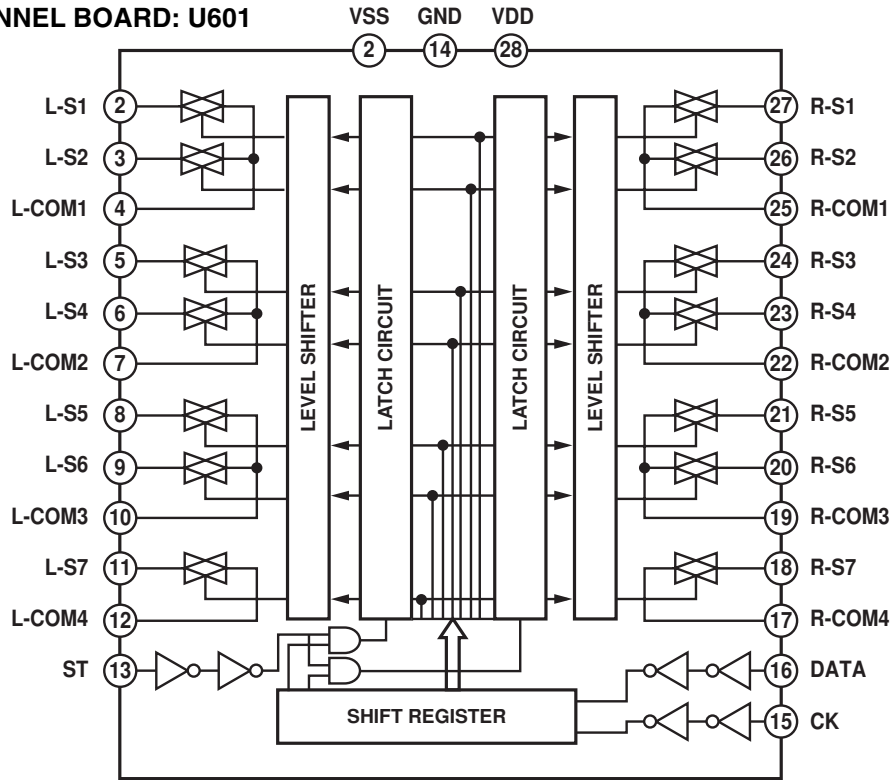 NNEL BOARD: U601
VSS GND VDD
2 14 28
L-S1 2 27 R-S1
L-S2 3 26 R-S2
L-COM1 4 25 R-COM1
L-S3 5 24 R-S3
L-S4 6 23 R-S4
L-COM2 7 22 R-COM2
L-S5 8 21 R-S5
L-S6 9 20 R-S6
L-COM3 10 19 R-COM3
L-S7 11 18 R-S7
L-COM4 12 17 R-COM4
LEVEL SHIFTER
LATCH CIRCUIT
LATCH CIRCUIT
LEVEL SHIFTER
ST 13 16 DATA
SHIFT REGISTER
15 CK